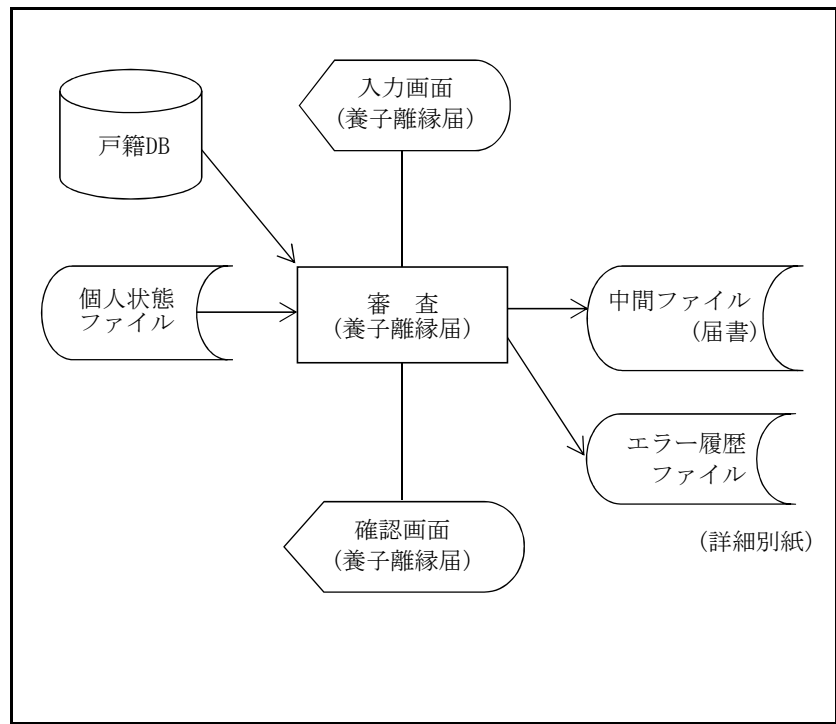 入力画面
(養子離縁届)
戸籍DB
個人状態
ファイル
審　査
(養子離縁届)
中間ファイル
(届書)
エラー履歴
ファイル
確認画面
(養子離縁届)
(詳細別紙)